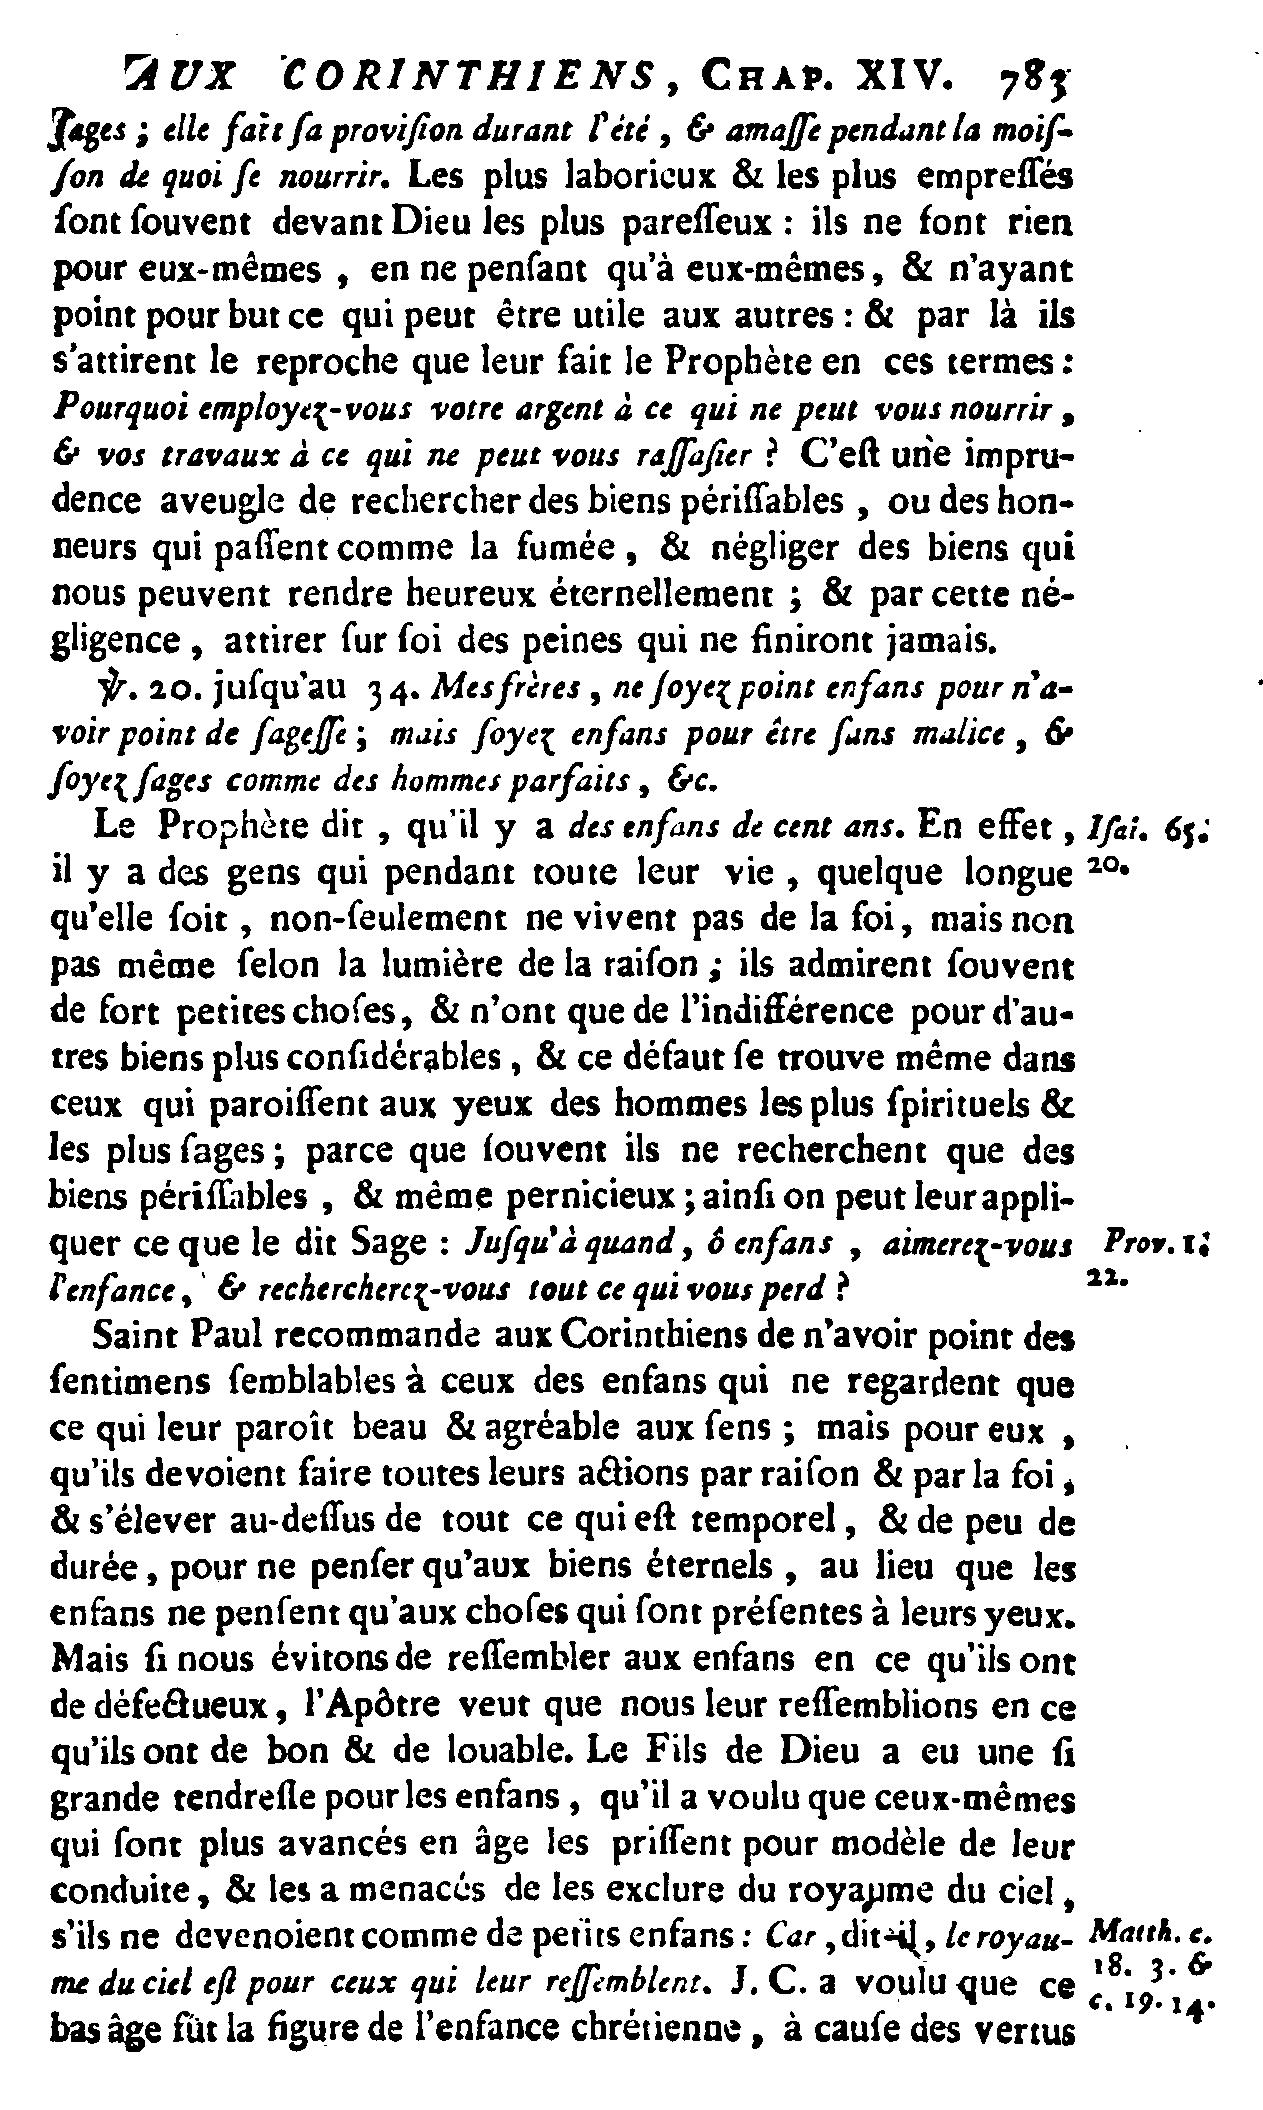 AUX CORINTHIENS, CHAP. XIV. 783
sages ; elle fait ſa proviſion durant l'été , & amaſſe pendant la moiſ-
ſon de quoi ſe nourrir. Les plus laborieux & les plus empreſſés
ſont ſouvent devant Dieu les plus pareſſeux : ils ne font rien
pour eux-mêmes , en ne penſant qu'à eux-mêmes, & n'ayant
point pour but ce qui peut être utile aux autres : & par là ils
s'attirent le reproche que leur fait le Prophète en ces termes :
Pourquoi employez-vous votre argent à ce qui ne peut vous nourrir ,
& vos travaux à ce qui ne peut vous raſſaſier ? C'eſt une impru-
dence aveugle de rechercher des biens périſſables , ou des hon-
neurs qui paſſent comme la fumée , & négliger des biens qui
nous peuvent rendre heureux éternellement ; & par cette né-
gligence , attirer ſur ſoi des peines qui ne finiront jamais.
℣. 20. juſqu'au 34. Mes frères , ne ſoyez point enfans pour n'a-
voir point de ſageſſe ; mais ſoyez enfans pour être ſans malice , &
ſoyez ſages comme des hommes parfaits , &c.
Le Prophète dit , qu'il y a des enfans de cent ans. En effet , Iſai. 65.
il y a des gens qui pendant toute leur vie , quelque longue 20.
qu'elle ſoit , non-ſeulement ne vivent pas de la foi, mais non
pas même ſelon la lumière de la raiſon ; ils admirent ſouvent
de fort petites choſes, & n'ont que de l'indifférence pour d'au-
tres biens plus conſidérables , & ce défaut ſe trouve même dans
ceux qui paroiſſent aux yeux des hommes les plus ſpirituels &
les plus ſages ; parce que ſouvent ils ne recherchent que des
biens périſſables , & même pernicieux ; ainſi on peut leur appli-
quer ce que le dit Sage : Juſqu'à quand, ô enfans , aimerez-vous Prov. 1.
l'enfance, & rechercherez-vous tout ce qui vous perd ? 22.
Saint Paul recommande aux Corinthiens de n'avoir point des
ſentimens ſemblables à ceux des enfans qui ne regardent que
ce qui leur paroît beau & agréable aux ſens ; mais pour eux ,
qu'ils devoient faire toutes leurs actions par raiſon & par la foi ,
& s'élever au-deſſus de tout ce qui eſt temporel , & de peu de
durée , pour ne penſer qu'aux biens éternels , au lieu que les
enfans ne penſent qu'aux choſes qui ſont préſentes à leurs yeux.
Mais ſi nous évitons de reſſembler aux enfans en ce qu'ils ont
de défectueux , l'Apôtre veut que nous leur reſſemblions en ce
qu'ils ont de bon & de louable. Le Fils de Dieu a eu une ſi
grande tendreſſe pour les enfans , qu'il a voulu que ceux-mêmes
qui ſont plus avancés en âge les priſſent pour modèle de leur
conduite , & les a menacés de les exclure du royaume du ciel ,
s'ils ne devenoient comme de petits enfans : Car , dit-il, le royau- Matth. c.
me du ciel eſt pour ceux qui leur reſſemblent. J. C. a voulu que ce 18. 3. &
bas âge fût la figure de l'enfance chrétienne , à cauſe des vertus c. 19. 14.